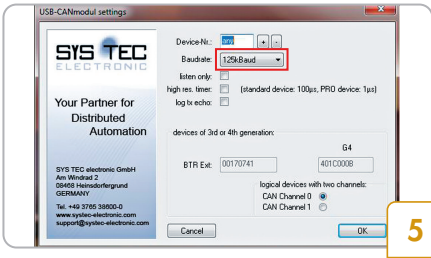 USB-CANmodul settings
SYS TEC
ELECTRONIC
Your Partner for
Distributed
Automation
SYS TEC electronic GmbH
Am Windrad 2
08468 Heinsdorfergrund
GERMANY
Tel. +49 3765 38600-0
www.systec-electronic.com
support@systec-electronic.com
Device-Nr.: any + -
Baudrate: 125kBaud
listen only:
high res. timer: (standard device: 100µs, PRO device: 1µs)
log tx echo:
devices of 3rd or 4th generation:
G4
BTR Ext: 00170741 401C000B
logical devices with two channels:
CAN Channel 0
CAN Channel 1
Cancel OK
5